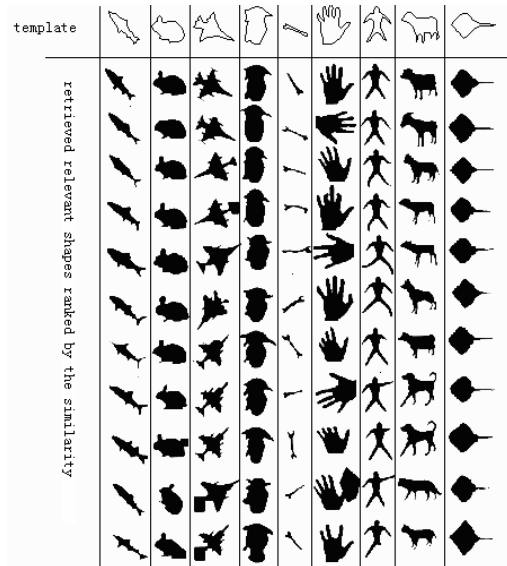 template
retrieved relevant shapes ranked by the similarity